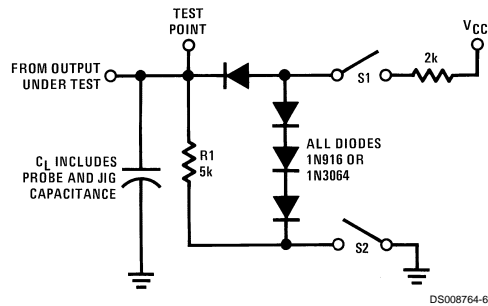 TEST
POINT
VCC
FROM OUTPUT
UNDER TEST
S1
2k
CL INCLUDES
PROBE AND JIG
CAPACITANCE
R1
5k
ALL DIODES
1N916 OR
1N3064
S2
DS008764-6